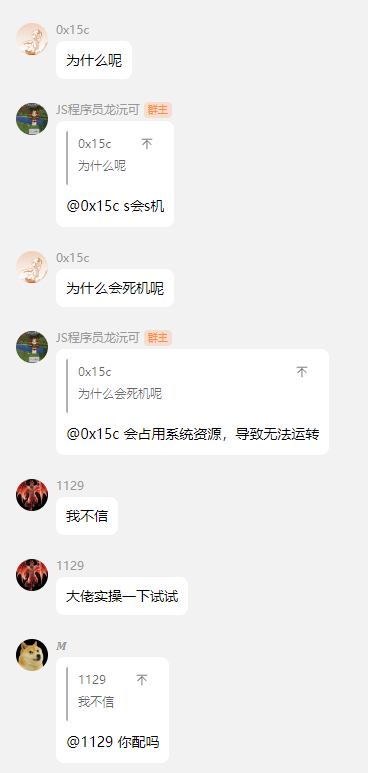 0x15c
为什么呢
JS程序员龙沅可 群主
0x15c
为什么呢
@0x15c s会s机
0x15c
为什么会死机呢
JS程序员龙沅可 群主
0x15c
为什么会死机呢
@0x15c 会占用系统资源，导致无法运转
1129
我不信
1129
大佬实操一下试试
M
1129
我不信
@1129 你配吗